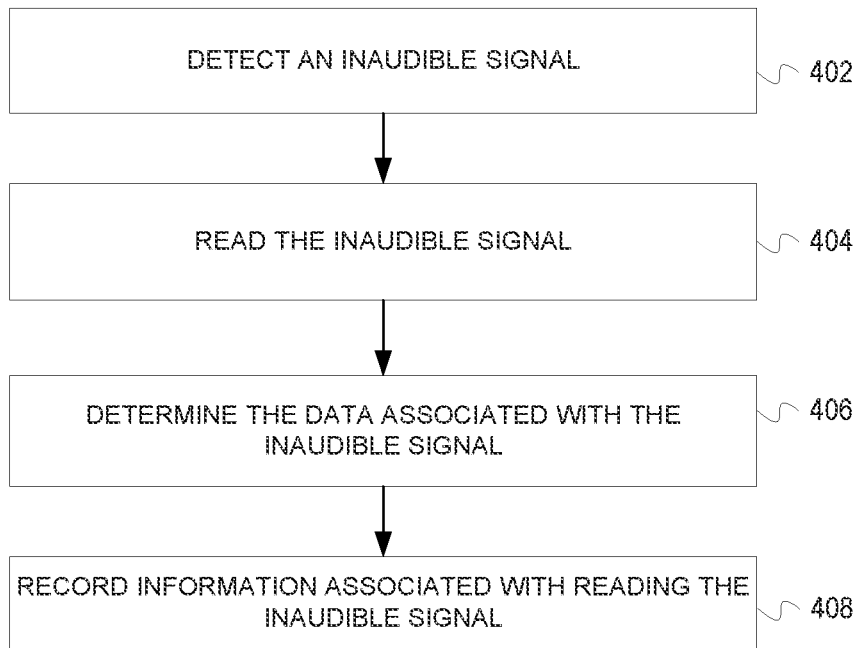 DETECT AN INAUDIBLE SIGNAL
402
READ THE INAUDIBLE SIGNAL
404
DETERMINE THE DATA ASSOCIATED WITH THE
INAUDIBLE SIGNAL
406
RECORD INFORMATION ASSOCIATED WITH READING THE
INAUDIBLE SIGNAL
408